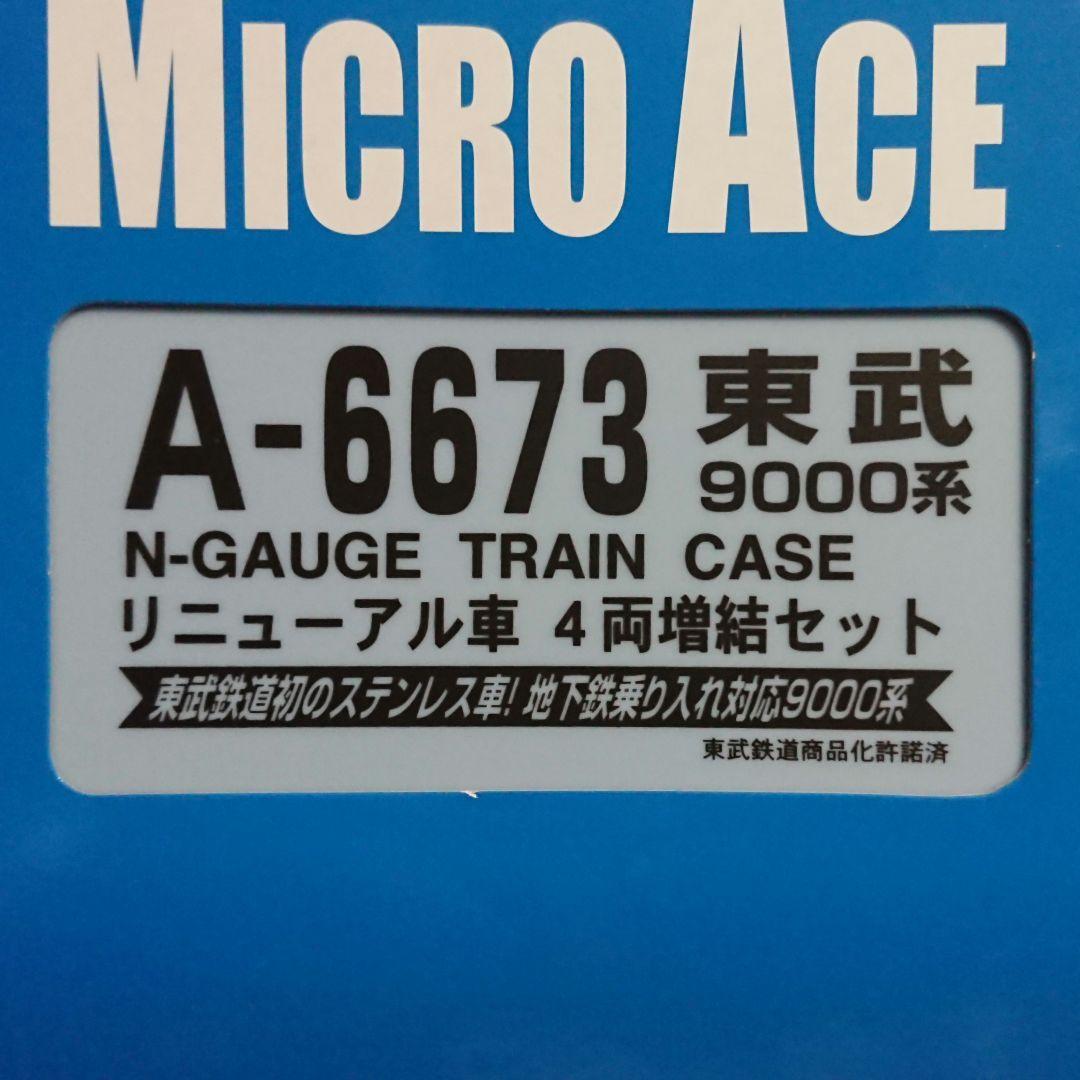 MICRO ACE
A-6673 東武
9000系
N-GAUGE TRAIN CASE
リニューアル車 4両増結セット
東武鉄道初のステンレス車! 地下鉄乗り入れ対応9000系
東武鉄道商品化許諾済